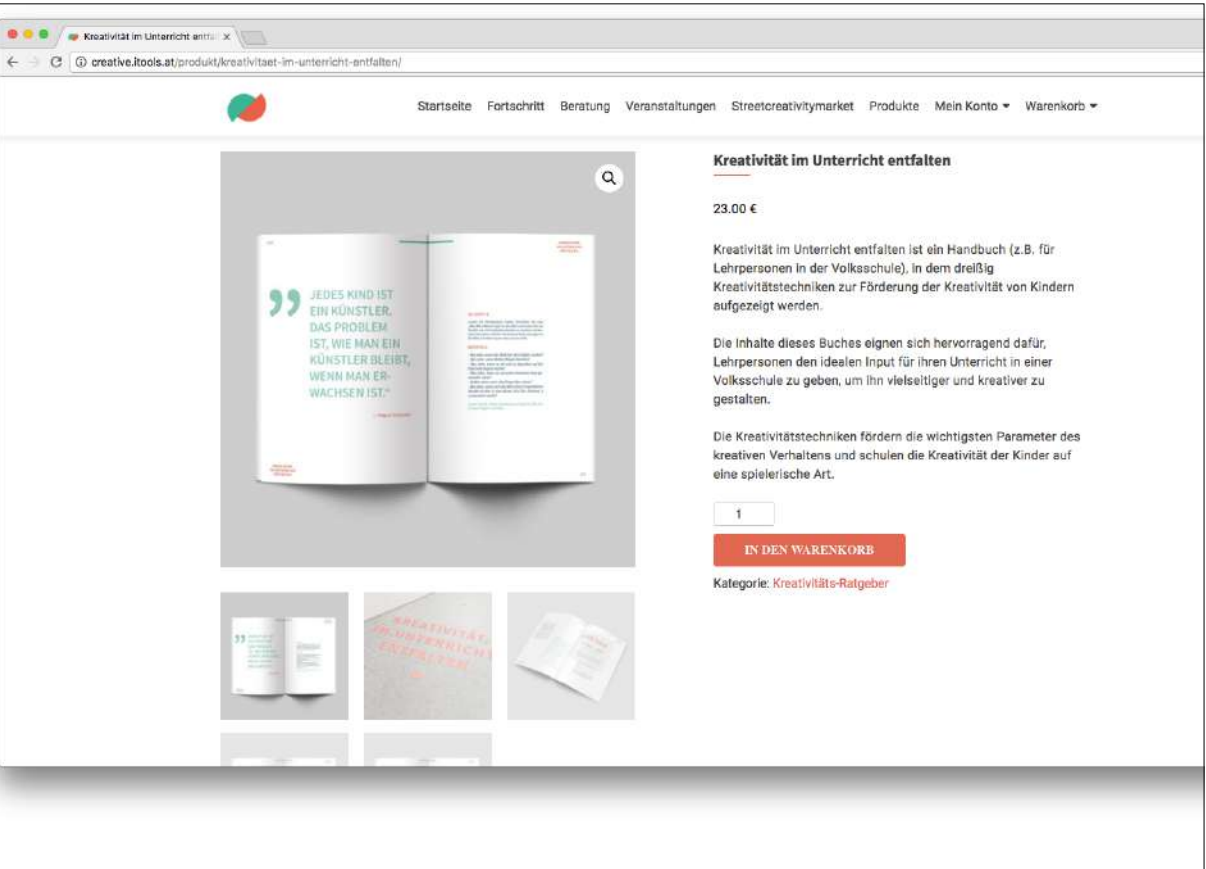 Kreativität im Unterricht entfal
creative.itools.at/produkt/kreativitaet-im-unterricht-entfalten/
Startseite Fortschritt Beratung Veranstaltungen Streetcreativitymarket Produkte Mein Konto Warenkorb
Kreativität im Unterricht entfalten
23.00 €
Kreativität im Unterricht entfalten ist ein Handbuch (z.B. für
Lehrpersonen in der Volksschule), in dem dreißig
Kreativitätstechniken zur Förderung der Kreativität von Kindern
aufgezeigt werden.
Die Inhalte dieses Buches eignen sich hervorragend dafür,
Lehrpersonen den idealen Input für ihren Unterricht in einer
Volksschule zu geben, um ihn vielseitiger und kreativer zu
gestalten.
Die Kreativitätstechniken fördern die wichtigsten Parameter des
kreativen Verhaltens und schulen die Kreativität der Kinder auf
eine spielerische Art.
1
IN DEN WARENKORB
Kategorie: Kreativitäts-Ratgeber
JEDES KIND IST
EIN KÜNSTLER.
DAS PROBLEM
IST, WIE MAN EIN
KÜNSTLER BLEIBT,
WENN MAN ER-
WACHSEN IST."
KREATIVITÄT
IM UNTERRICHT
ENTFALTEN